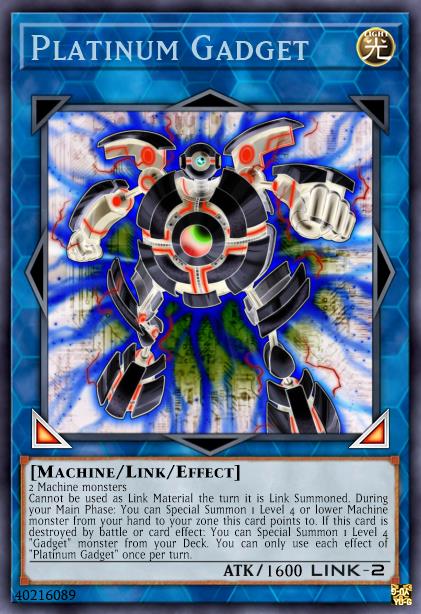 PLATINUM GADGET
LIGHT
光
[MACHINE/LINK/EFFECT]
2 Machine monsters
Cannot be used as Link Material the turn it is Link Summoned. During
your Main Phase: You can Special Summon 1 Level 4 or lower Machine
monster from your hand to your zone this card points to. If this card is
destroyed by battle or card effect: You can Special Summon 1 Level 4
"Gadget" monster from your Deck. You can only use each effect of
"Platinum Gadget" once per turn.
ATK/1600 LINK-2
40216089